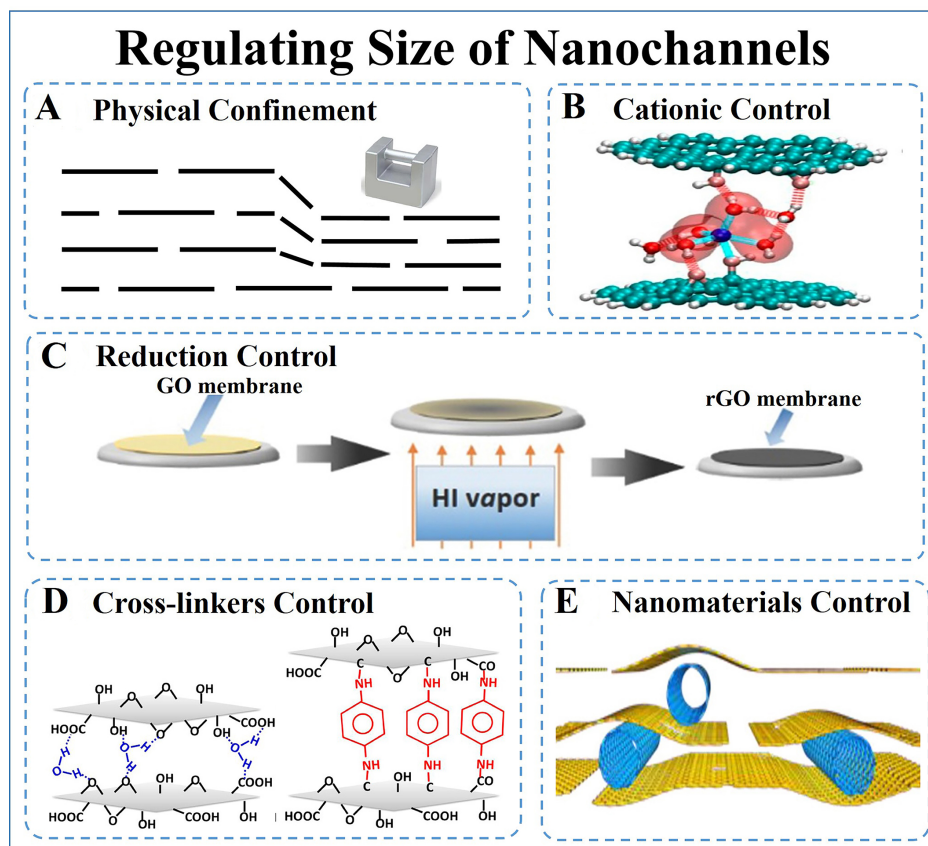 Regulating Size of Nanochannels
A Physical Confinement
B Cationic Control
C Reduction Control
GO membrane
rGO membrane
HI vapor
D Cross-linkers Control
OH
O
O
OH
HOOC
COOH
OH
O
O
OH
H
O
H
O
H
H
O
H
H
O
O
OH
COOH
HOOC
O
OH
COOH
OH
OH
O
O
OH
HOOC
C
O
C
OH
CO
NH
NH
NH
NH
NH
NH
C
OH
C
CO
HOOC
O
OH
COOH
OH
E Nanomaterials Control